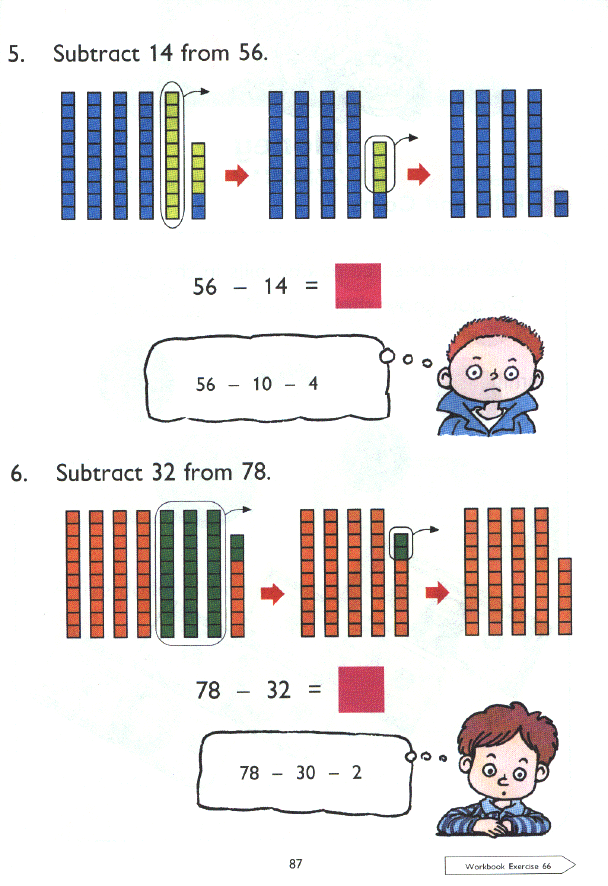 5. Subtract 14 from 56.
56 – 14 =
56 – 10 – 4
6. Subtract 32 from 78.
78 – 32 =
78 – 30 – 2
87
Workbook Exercise 66